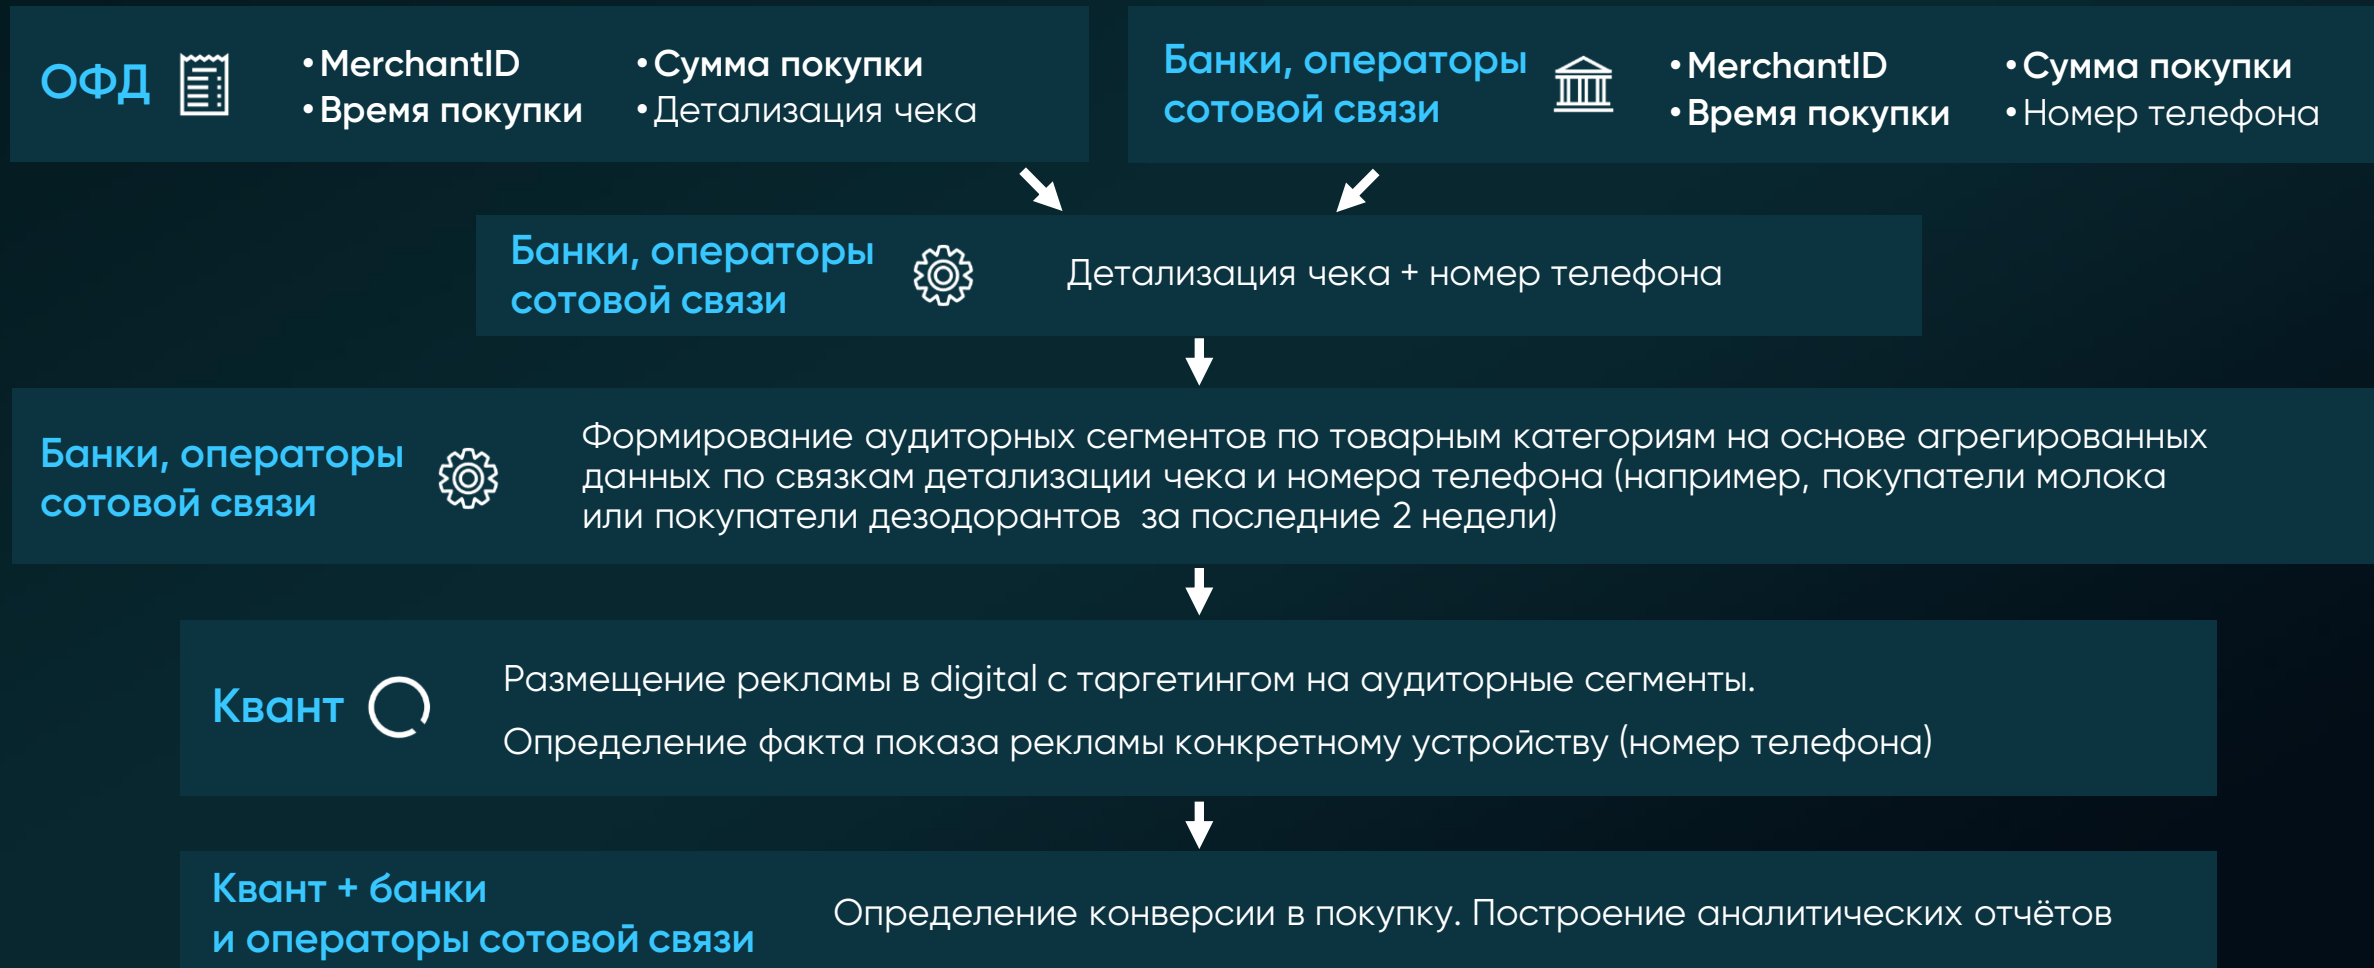 ОФД
• MerchantID
• Время покупки
• Сумма покупки
• Детализация чека
Банки, операторы
сотовой связи
• MerchantID
• Время покупки
• Сумма покупки
• Номер телефона
Банки, операторы
сотовой связи
Детализация чека + номер телефона
Банки, операторы
сотовой связи
Формирование аудиторных сегментов по товарным категориям на основе агрегированных
данных по связкам детализации чека и номера телефона (например, покупатели молока
или покупатели дезодорантов за последние 2 недели)
Квант
Размещение рекламы в digital с таргетингом на аудиторные сегменты.
Определение факта показа рекламы конкретному устройству (номер телефона)
Квант + банки
и операторы сотовой связи
Определение конверсии в покупку. Построение аналитических отчётов